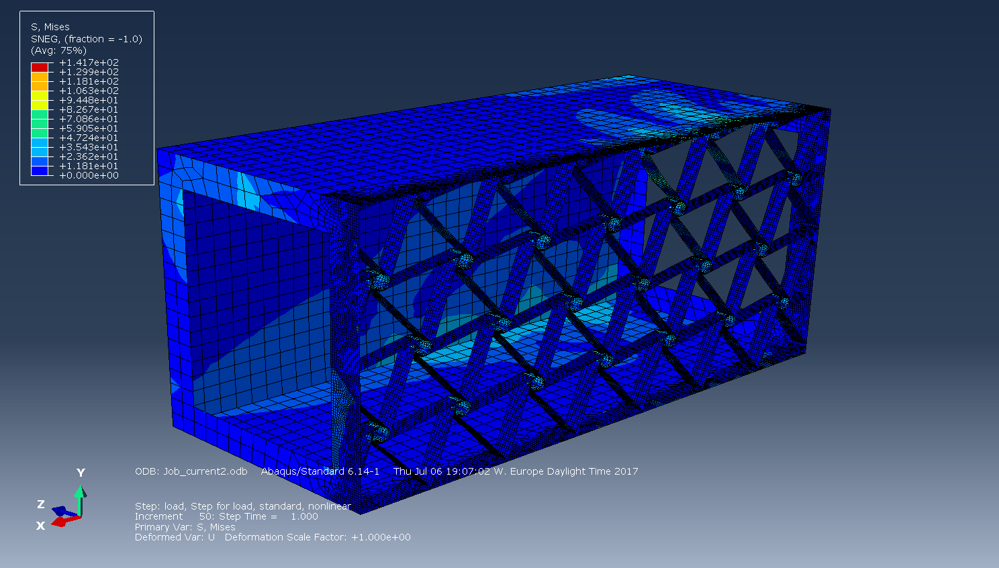 S, Mises
SNEG, (fraction = -1.0)
(Avg: 75%)
+1.417e+02
+1.299e+02
+1.181e+02
+1.063e+02
+9.448e+01
+8.267e+01
+7.086e+01
+5.905e+01
+4.724e+01
+3.543e+01
+2.362e+01
+1.181e+01
+0.000e+00
ODB: Job_current2.odb    Abaqus/Standard 6.14-1    Thu Jul 06 19:07:02 W. Europe Daylight Time 2017
Y
Z
X
Step: load, Step for load, standard, nonlinear
Increment     50: Step Time =    1.000
Primary Var: S, Mises
Deformed Var: U   Deformation Scale Factor: +1.000e+00